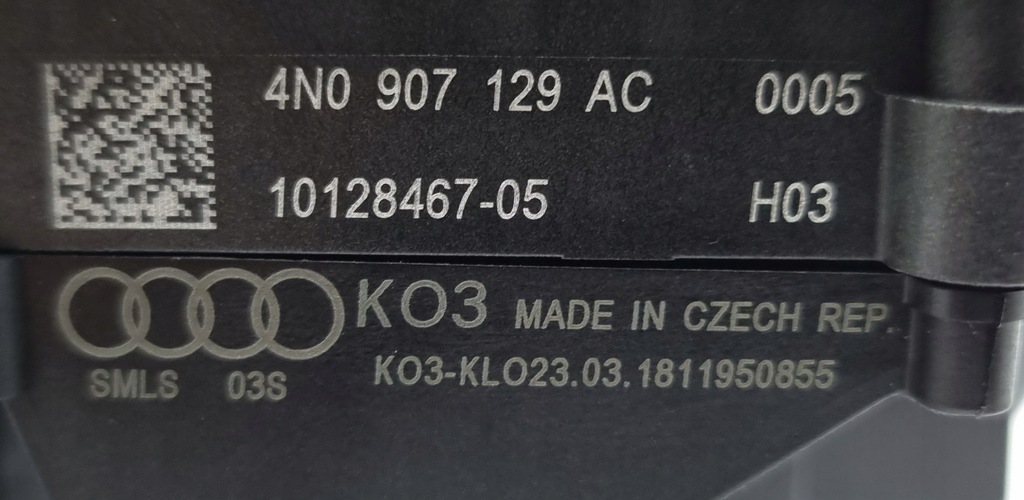 4N0 907 129 AC 0005
10128467-05 H03
KO3 MADE IN CZECH REP.
SMLS 03S KO3-KLO23.03.1811950855